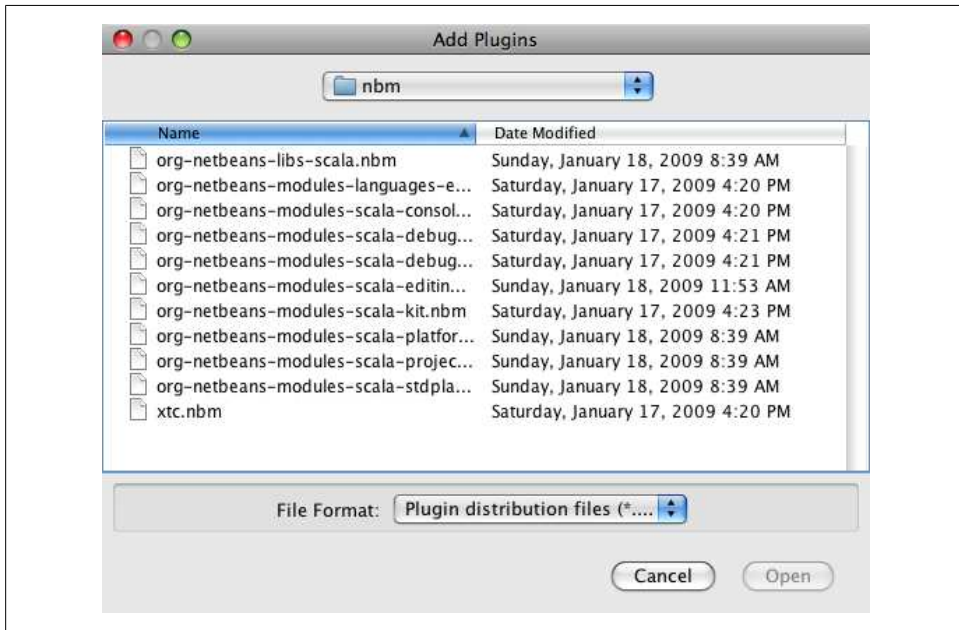 Add Plugins
nbm
Name Date Modified
org-netbeans-libs-scala.nbm Sunday, January 18, 2009 8:39 AM
org-netbeans-modules-languages-e... Saturday, January 17, 2009 4:20 PM
org-netbeans-modules-scala-consol... Saturday, January 17, 2009 4:20 PM
org-netbeans-modules-scala-debug... Saturday, January 17, 2009 4:21 PM
org-netbeans-modules-scala-debug... Saturday, January 17, 2009 4:21 PM
org-netbeans-modules-scala-editin... Sunday, January 18, 2009 11:53 AM
org-netbeans-modules-scala-kit.nbm Saturday, January 17, 2009 4:23 PM
org-netbeans-modules-scala-platfor... Sunday, January 18, 2009 8:39 AM
org-netbeans-modules-scala-projec... Sunday, January 18, 2009 8:39 AM
org-netbeans-modules-scala-stdpla... Sunday, January 18, 2009 8:39 AM
xtc.nbm Saturday, January 17, 2009 4:20 PM
File Format: Plugin distribution files (*....
Cancel Open